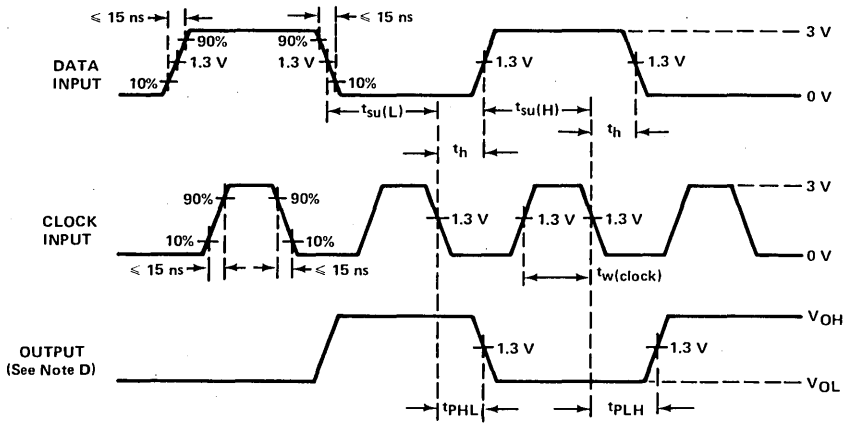 ≤ 15 ns
90%
90%
3 V
DATA
INPUT
1.3 V
1.3 V
1.3 V
1.3 V
10%
10%
0 V
tsu(L)
tsu(H)
th
th
90%
90%
3 V
CLOCK
INPUT
1.3 V
1.3 V
1.3 V
10%
10%
0 V
≤ 15 ns
≤ 15 ns
tw(clock)
VOH
OUTPUT
(See Note D)
1.3 V
1.3 V
VOL
tPHL
tPLH
≤ 15 ns